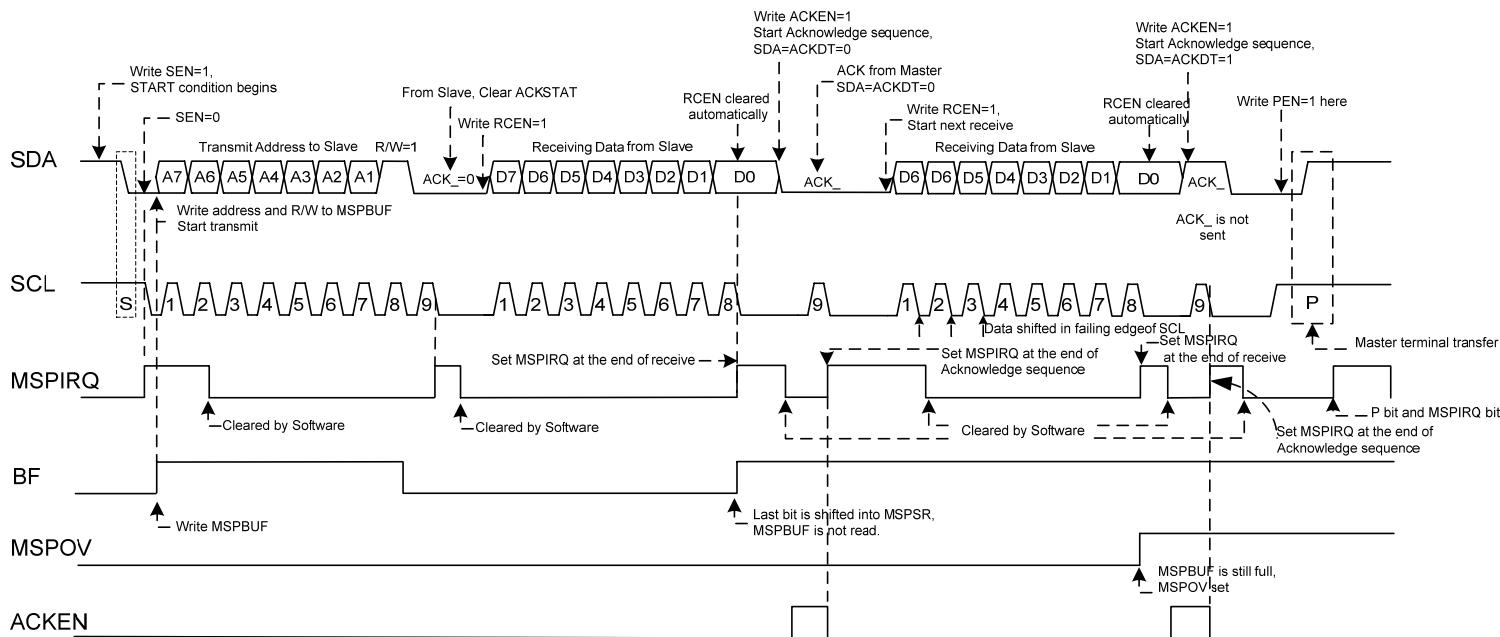 Write SEN=1,
START condition begins
SEN=0
From Slave, Clear ACKSTAT
Write RCEN=1
RCEN cleared
automatically
Write ACKEN=1
Start Acknowledge sequence,
SDA=ACKDT=0
ACK from Master
SDA=ACKDT=0
Write RCEN=1,
Start next receive
RCEN cleared
automatically
Write ACKEN=1
Start Acknowledge sequence,
SDA=ACKDT=1
Write PEN=1 here
Transmit Address to Slave
R/W=1
Receiving Data from Slave
Receiving Data from Slave
SDA
A7 A6 A5 A4 A3 A2 A1
ACK_=0
D7 D6 D5 D4 D3 D2 D1 D0
ACK_
D6 D6 D5 D4 D3 D2 D1 D0
ACK_
Write address and R/W to MSPBUF
Start transmit
ACK_ is not
sent
SCL
S
1 2 3 4 5 6 7 8 9
1 2 3 4 5 6 7 8
9
1 2 3 4 5 6 7 8
9
P
Data shifted in failing edgeof SCL
Master terminal transfer
MSPIRQ
Set MSPIRQ at the end of receive
Set MSPIRQ at the end of
Acknowledge sequence
Set MSPIRQ
at the end of receive
Cleared by Software
Cleared by Software
Cleared by Software
P bit and MSPIRQ bit
Set MSPIRQ at the end of
Acknowledge sequence
BF
Write MSPBUF
Last bit is shifted into MSPSR,
MSPBUF is not read.
MSPOV
MSPBUF is still full,
MSPOV set
ACKEN